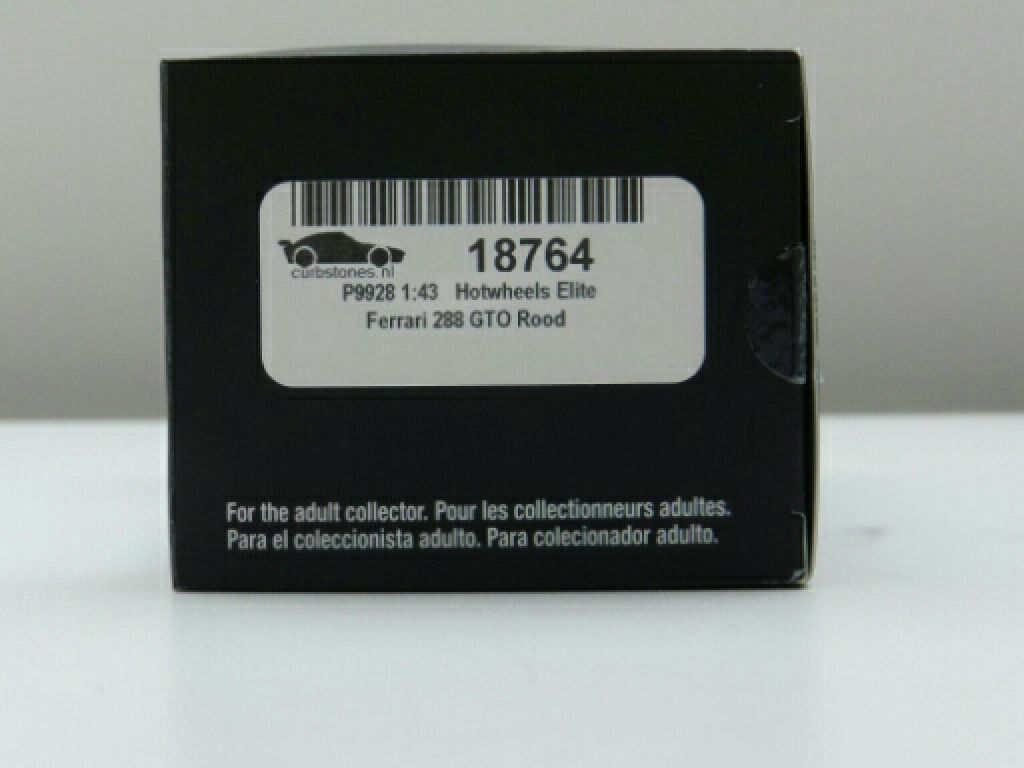 curbstones.nl
18764
P9928 1:43 Hotwheels Elite
Ferrari 288 GTO Rood
For the adult collector. Pour les collectionneurs adultes.
Para el coleccionista adulto. Para colecionador adulto.